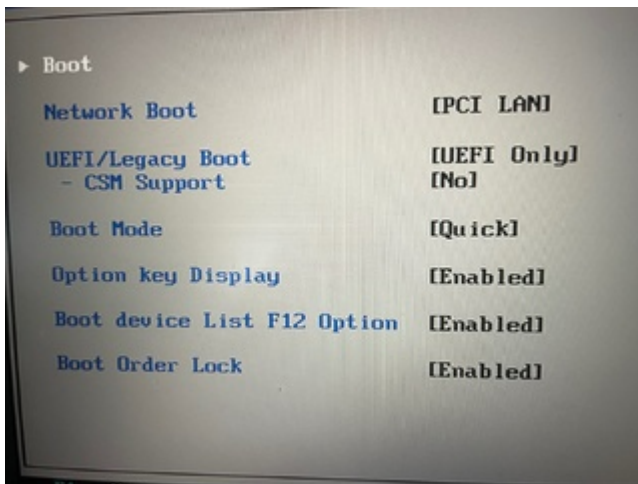 Boot
Network Boot [PCI LAN]
UEFI/Legacy Boot [UEFI Only]
- CSM Support [No]
Boot Mode [Quick]
Option key Display [Enabled]
Boot device List F12 Option [Enabled]
Boot Order Lock [Enabled]